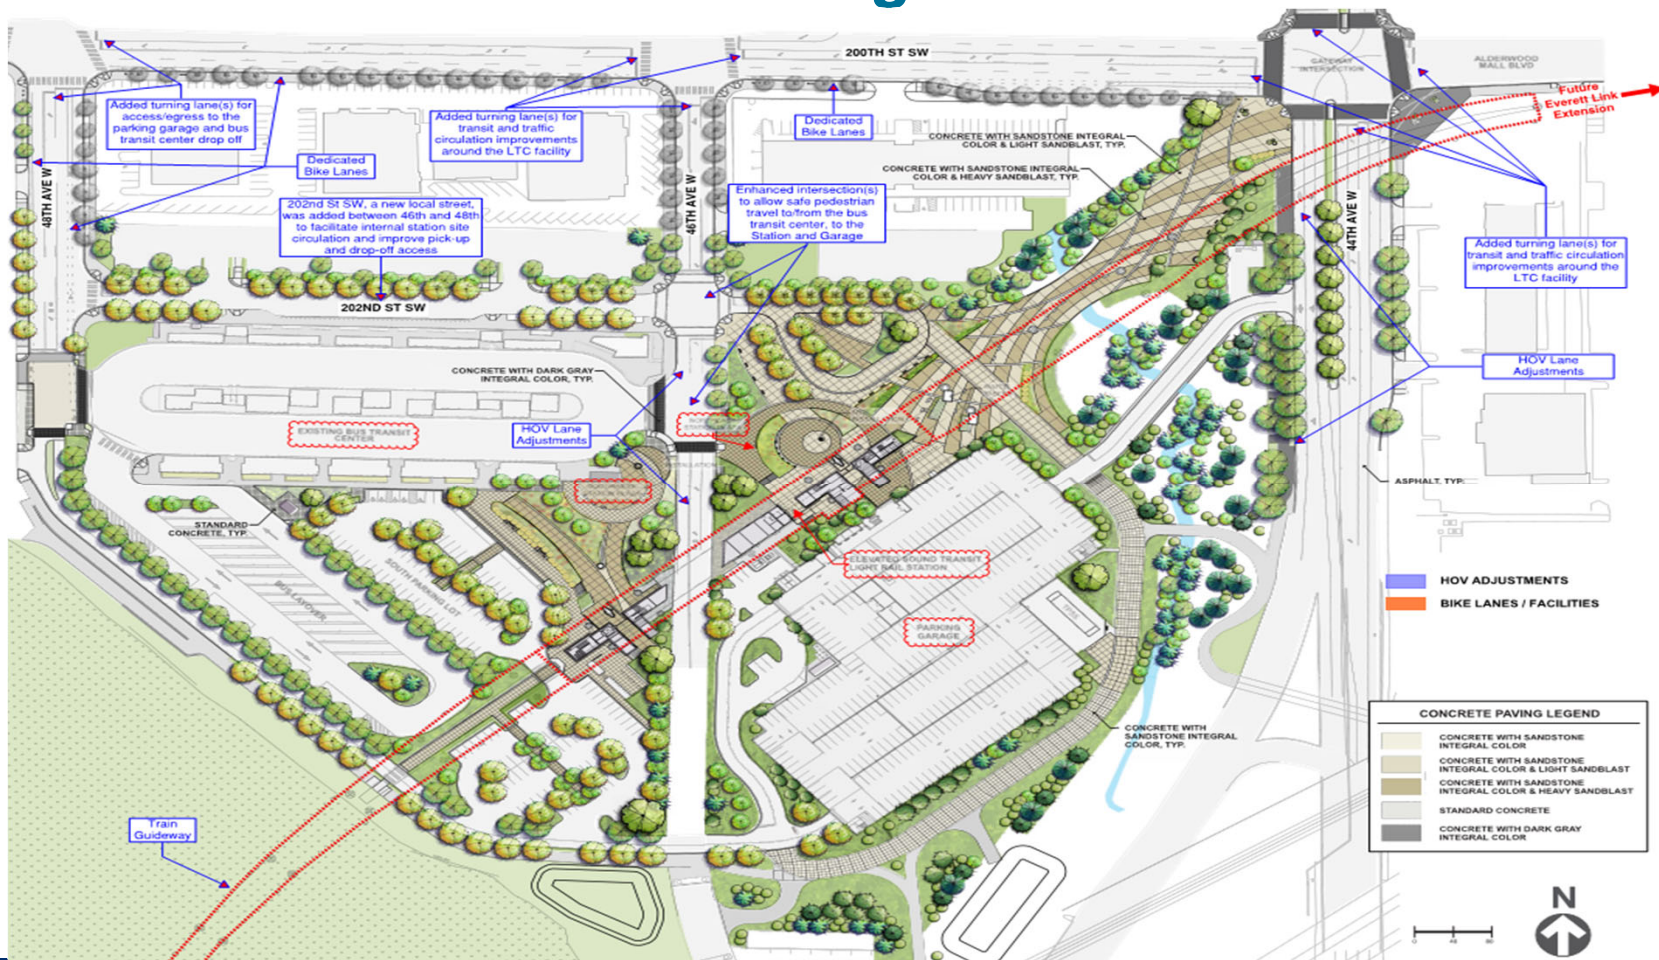 200TH ST SW
GATEWAY
INTERSECTION
ALDERWOOD
MALL BLVD
Future
Everett Link
Extension
Added turning lane(s) for
access/egress to the
parking garage and bus
transit center drop off
Added turning lane(s) for
transit and traffic
circulation improvements
around the LTC facility
Dedicated
Bike Lanes
CONCRETE WITH SANDSTONE INTEGRAL
COLOR & LIGHT SANDBLAST, TYP.
Dedicated
Bike Lanes
CONCRETE WITH SANDSTONE INTEGRAL
COLOR & HEAVY SANDBLAST, TYP.
48TH AVE W
46TH AVE W
44TH AVE W
202nd St SW, a new local street,
was added between 46th and 48th
to facilitate internal station site
circulation and improve pick-up
and drop-off access
Enhanced intersection(s)
to allow safe pedestrian
travel to/from the bus
transit center, to the
Station and Garage
Added turning lane(s) for
transit and traffic circulation
improvements around the
LTC facility
202ND ST SW
CONCRETE WITH DARK GRAY
INTEGRAL COLOR, TYP.
HOV Lane
Adjustments
EXISTING BUS TRANSIT
CENTER
HOV Lane
Adjustments
ASPHALT, TYP.
STANDARD
CONCRETE, TYP.
ELEVATED SOUND TRANSIT
LIGHT RAIL STATION
SOUTH PARKING LOT
BUS LAYOVER
PARKING
GARAGE
HOV ADJUSTMENTS
BIKE LANES / FACILITIES
CONCRETE WITH
SANDSTONE INTEGRAL
COLOR, TYP.
CONCRETE PAVING LEGEND
CONCRETE WITH SANDSTONE
INTEGRAL COLOR
CONCRETE WITH SANDSTONE
INTEGRAL COLOR & LIGHT SANDBLAST
CONCRETE WITH SANDSTONE
INTEGRAL COLOR & HEAVY SANDBLAST
STANDARD CONCRETE
CONCRETE WITH DARK GRAY
INTEGRAL COLOR
Train
Guideway
N